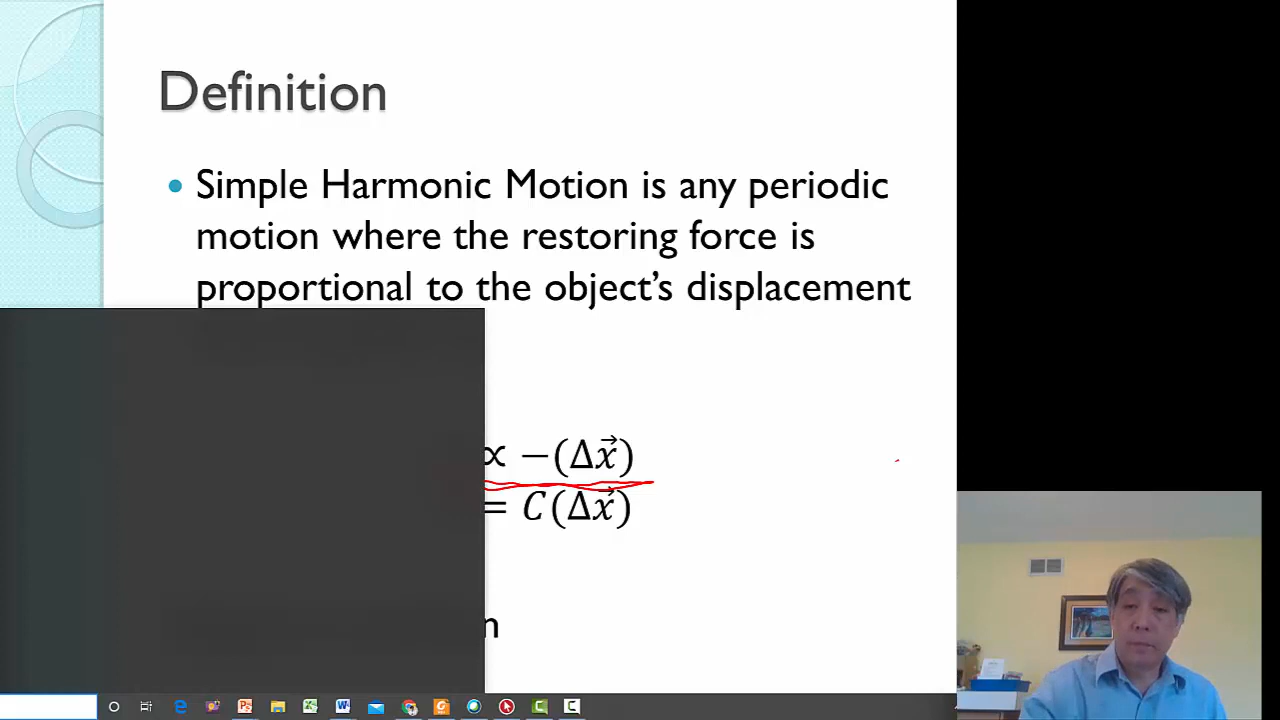 Definition
Simple Harmonic Motion is any periodic
motion where the restoring force is
proportional to the object's displacement
∝ −(Δx⃗)
= C(Δx⃗)
n